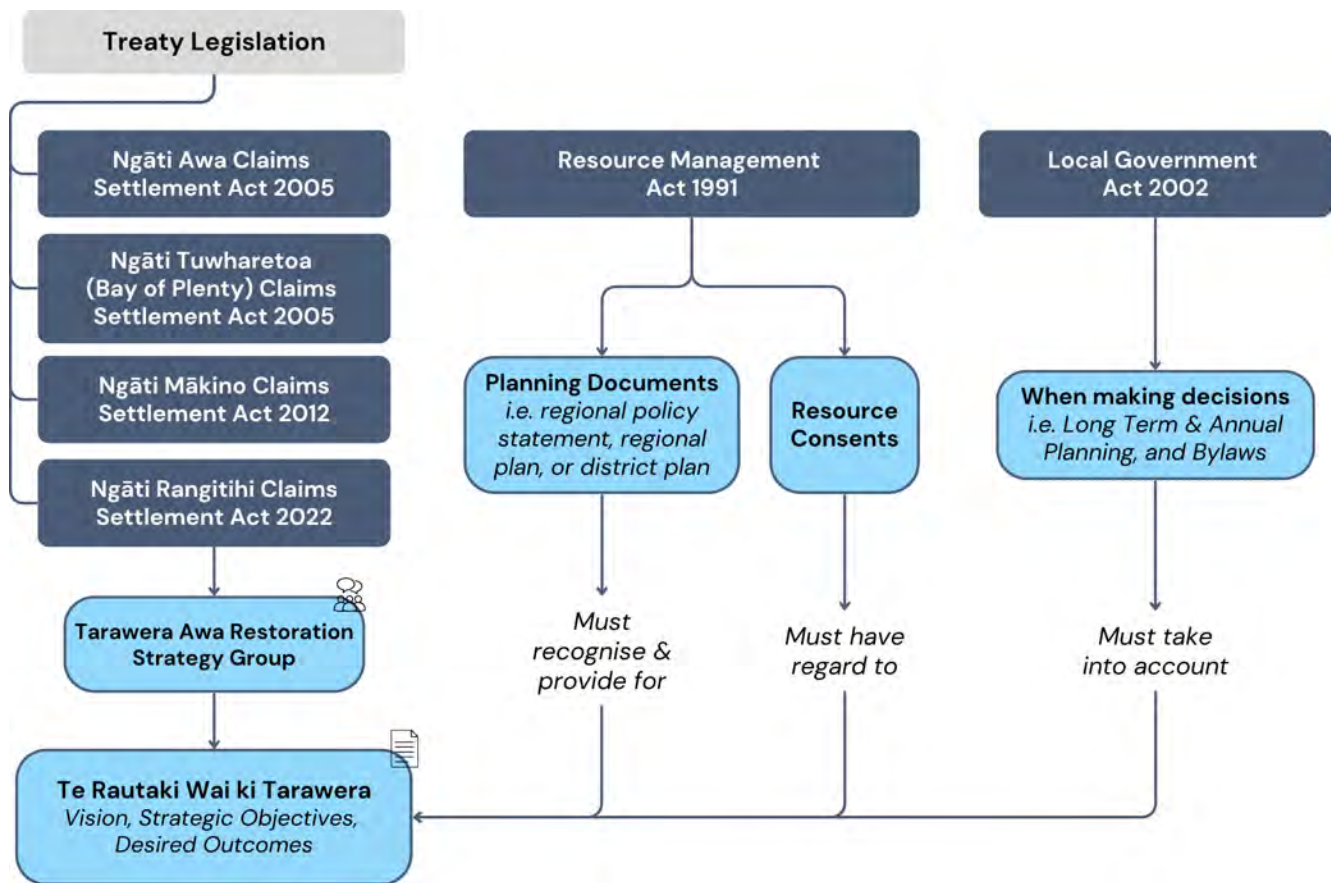 Treaty Legislation
Ngāti Awa Claims
Settlement Act 2005
Ngāti Tuwharetoa
(Bay of Plenty) Claims
Settlement Act 2005
Ngāti Mākino Claims
Settlement Act 2012
Ngāti Rangitihi Claims
Settlement Act 2022
Tarawera Awa Restoration
Strategy Group
Te Rautaki Wai ki Tarawera
Vision, Strategic Objectives,
Desired Outcomes
Resource Management
Act 1991
Planning Documents
i.e. regional policy
statement, regional
plan, or district plan
Must
recognise &
provide for
Resource
Consents
Must have
regard to
Local Government
Act 2002
When making decisions
i.e. Long Term & Annual
Planning, and Bylaws
Must take
into account